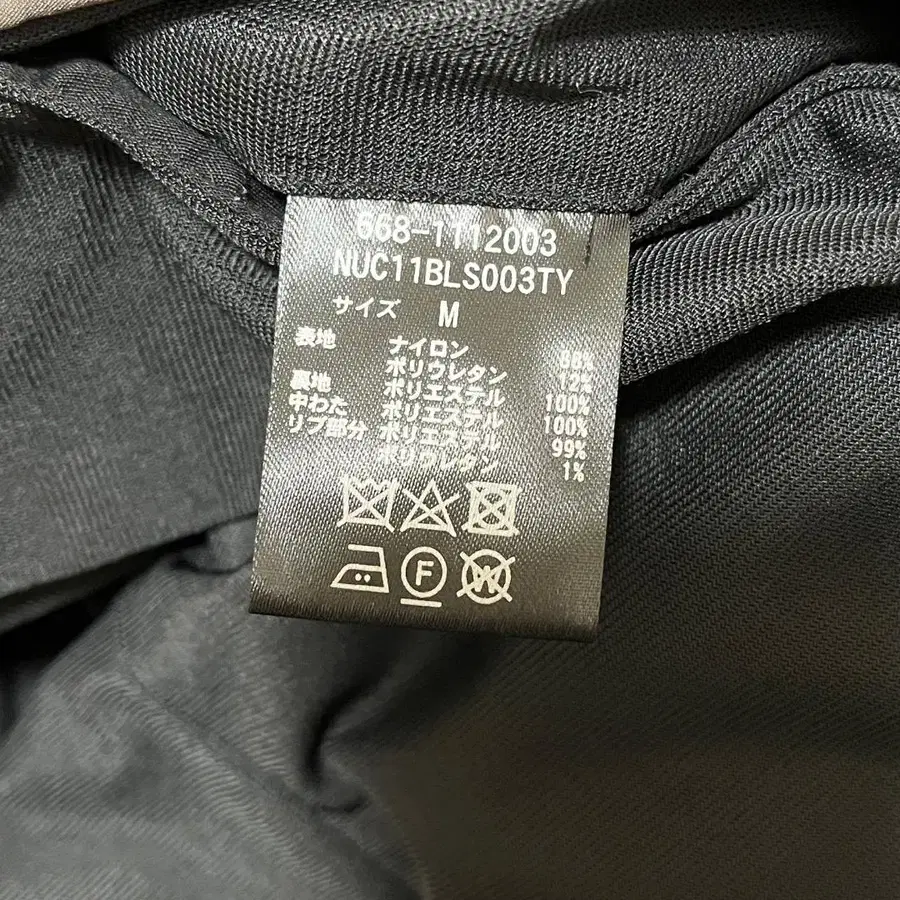 668-1112003
NUC11BLS003TY
サイズ M
表地 ナイロン 88%
ポリウレタン 12%
裏地 ポリエステル 100%
中わた ポリエステル 100%
リブ部分 ポリエステル 99%
ポリウレタン 1%
F
W